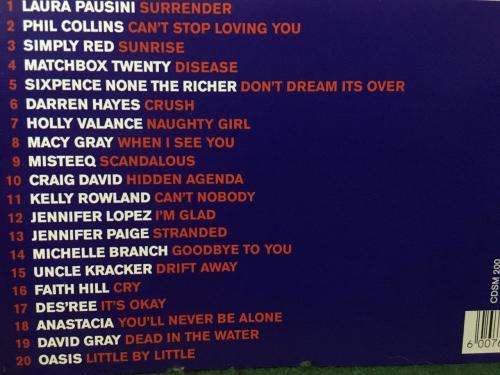 1 LAURA PAUSINI SURRENDER
2 PHIL COLLINS CAN'T STOP LOVING YOU
3 SIMPLY RED SUNRISE
4 MATCHBOX TWENTY DISEASE
5 SIXPENCE NONE THE RICHER DON'T DREAM ITS OVER
6 DARREN HAYES CRUSH
7 HOLLY VALANCE NAUGHTY GIRL
8 MACY GRAY WHEN I SEE YOU
9 MISTEEQ SCANDALOUS
10 CRAIG DAVID HIDDEN AGENDA
11 KELLY ROWLAND CAN'T NOBODY
12 JENNIFER LOPEZ I'M GLAD
13 JENNIFER PAIGE STRANDED
14 MICHELLE BRANCH GOODBYE TO YOU
15 UNCLE KRACKER DRIFT AWAY
16 FAITH HILL CRY
17 DES'REE IT'S OKAY
18 ANASTACIA YOU'LL NEVER BE ALONE
19 DAVID GRAY DEAD IN THE WATER
20 OASIS LITTLE BY LITTLE
CDSM 200